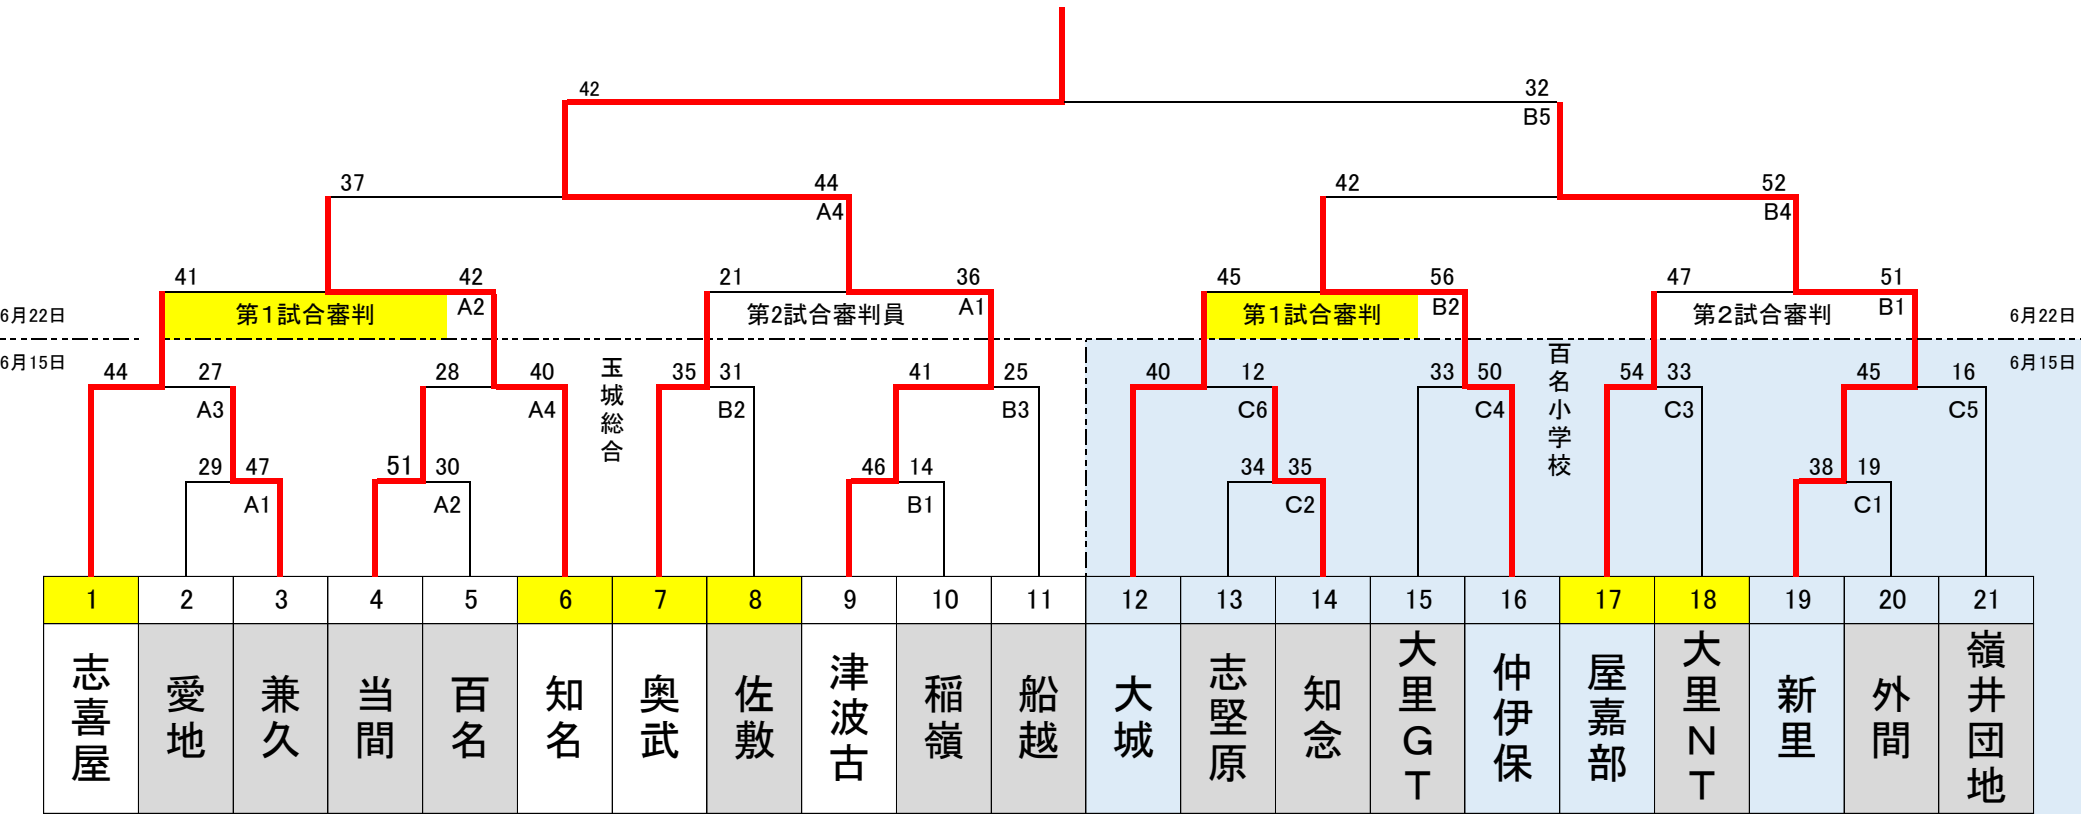 42 32
B5
37 44 42 52
A4 B4
41 42 21 36 45 56 47 51
第1試合審判 A2 第2試合審判員 A1 第1試合審判 B2 第2試合審判 B1
6月22日 6月22日
6月15日 6月15日
44 27 28 40 35 31 41 25 40 12 33 50 54 33 45 16
A3 A4 B2 B3 C6 C4 C3 C5
玉城総合
百名小学校
29 47 51 30 46 14 34 35 38 19
A1 A2 B1 C2 C1
1 2 3 4 5 6 7 8 9 10 11 12 13 14 15 16 17 18 19 20 21
志喜屋
愛地
兼久
当間
百名
知名
奥武
佐敷
津波古
稲嶺
船越
大城
志堅原
知念
大里GT
仲伊保
屋嘉部
大里NT
新里
外間
嶺井団地